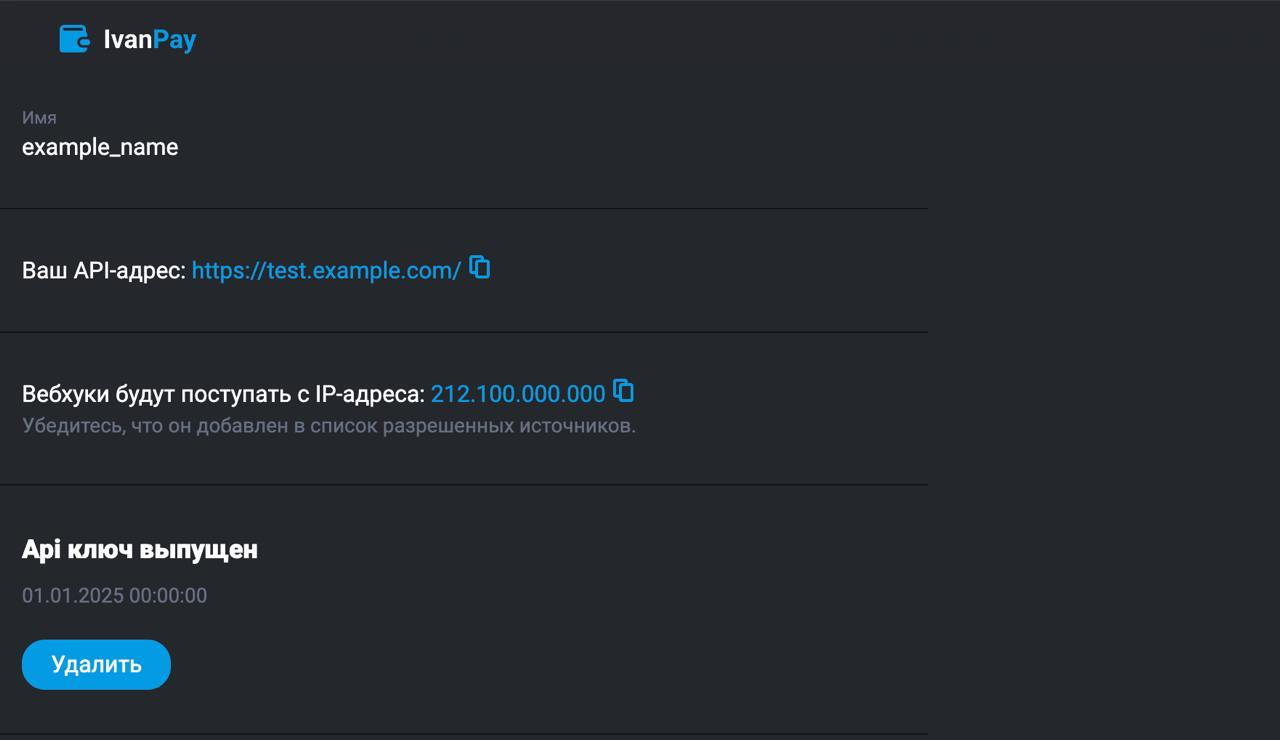 IvanPay
Имя
example_name
Ваш API-адрес: https://test.example.com/
Вебхуки будут поступать с IP-адреса: 212.100.000.000
Убедитесь, что он добавлен в список разрешенных источников.
Api ключ выпущен
01.01.2025 00:00:00
Удалить